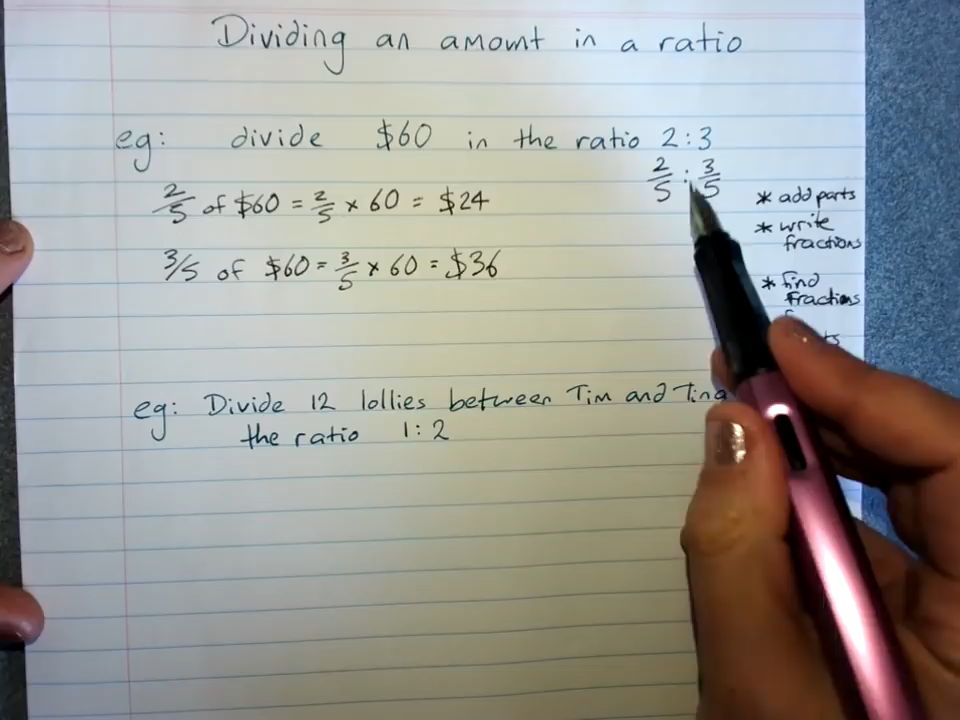 Dividing an amount in a ratio
eg: divide $60 in the ratio 2:3
2/5 : 3/5
2/5 of $60 = 2/5 × 60 = $24
3/5 of $60 = 3/5 × 60 = $36
* add parts
* write
fractions
* find
fractions
eg: Divide 12 lollies between Tim and Tina
the ratio 1:2